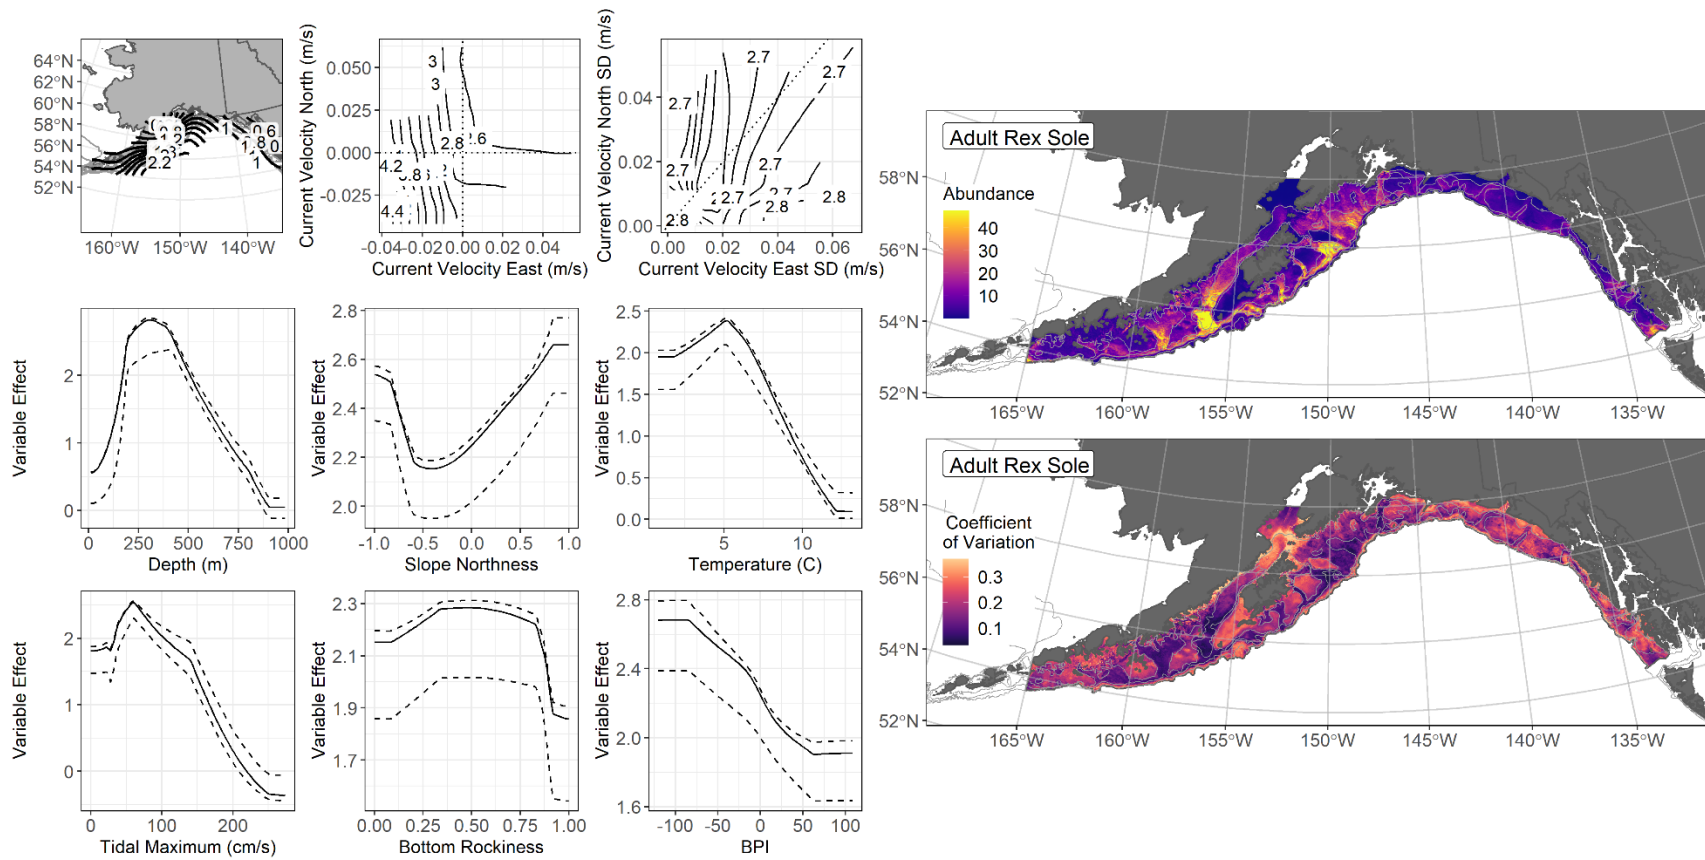 64°N
62°N
60°N
58°N
56°N
54°N
52°N
160°W 150°W 140°W
2.2
1
1
0.6
Current Velocity North (m/s)
0.050
0.025
0.000
-0.025
3
3
2.8
4.2
4.4
-0.04 -0.02 0.00 0.02 0.04
Current Velocity East (m/s)
Current Velocity North SD (m/s)
0.04
0.02
0.00
2.7
2.7
2.7
2.7
2.7
2.7
2.7
2.8
2.8
2.8
0.00 0.02 0.04 0.06
Current Velocity East SD (m/s)
Variable Effect
2
1
0
0 250 500 750 1000
Depth (m)
Variable Effect
2.8
2.6
2.4
2.2
2.0
-1.0 -0.5 0.0 0.5 1.0
Slope Northness
Variable Effect
2.5
2.0
1.5
1.0
0.5
0.0
5 10
Temperature (C)
Variable Effect
2
1
0
0 100 200
Tidal Maximum (cm/s)
Variable Effect
2.3
2.1
1.9
1.7
0.00 0.25 0.50 0.75 1.00
Bottom Rockiness
Variable Effect
2.8
2.4
2.0
1.6
-100 -50 0 50 100
BPI
Adult Rex Sole
Abundance
40
30
20
10
58°N
56°N
54°N
52°N
165°W 160°W 155°W 150°W 145°W 140°W 135°W
Adult Rex Sole
Coefficient
of Variation
0.3
0.2
0.1
58°N
56°N
54°N
52°N
165°W 160°W 155°W 150°W 145°W 140°W 135°W